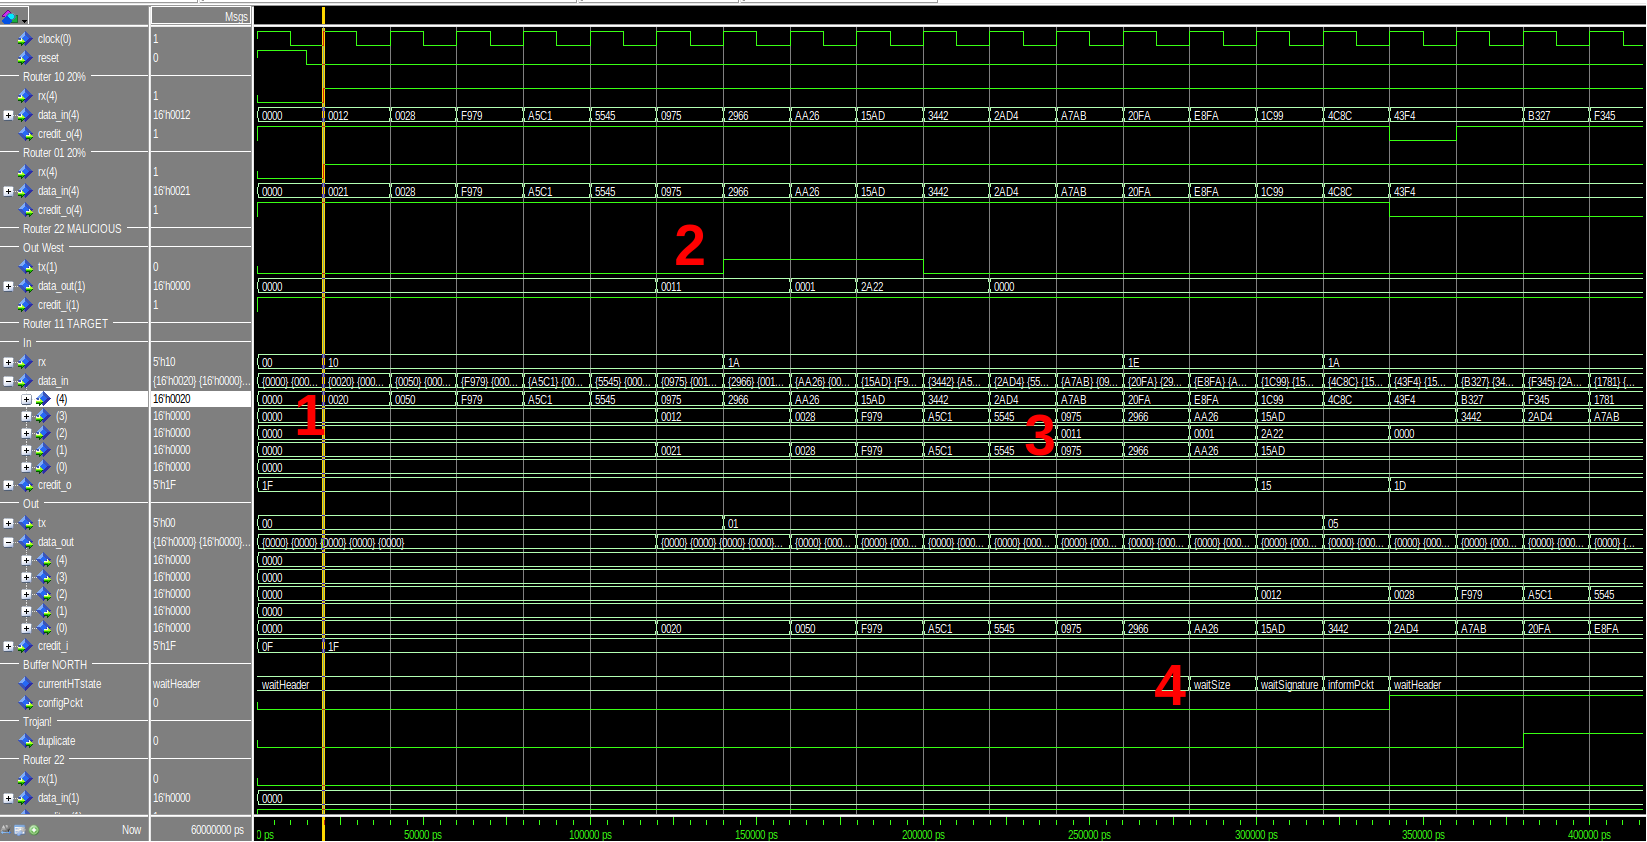 Msgs
clock(0) 1
reset 0
Router 10 20%
rx(4) 1
data_in(4) 16'h0012 0000 0012 0028 F979 A5C1 5545 0975 2966 AA26 15AD 3442 2AD4 A7AB 20FA E8FA 1C99 4C8C 43F4 B327 F345
credit_o(4) 1
Router 01 20%
rx(4) 1
data_in(4) 16'h0021 0000 0021 0028 F979 A5C1 5545 0975 2966 AA26 15AD 3442 2AD4 A7AB 20FA E8FA 1C99 4C8C 43F4
credit_o(4) 1
Router 22 MALICIOUS
2
Out West
tx(1) 0
data_out(1) 16'h0000 0000 0011 0001 2A22 0000
credit_i(1) 1
Router 11 TARGET
In
rx 5'h10 00 10 1A 1E 1A
data_in {16'h0020} {16'h0000}... {0000} {000... {0020} {000... {0050} {000... {F979} {000... {A5C1} {00... {5545} {000... {0975} {001... {2966} {001... {AA26} {00... {15AD} {F9... {3442} {A5... {2AD4} {55... {A7AB} {09... {20FA} {29... {E8FA} {A... {1C99} {15... {4C8C} {15... {43F4} {15... {B327} {34... {F345} {2A... {1781} {...
(4) 16'h0020 0000 0020 0050 F979 A5C1 5545 0975 2966 AA26 15AD 3442 2AD4 A7AB 20FA E8FA 1C99 4C8C 43F4 B327 F345 1781
1
(3) 16'h0000 0000 0012 0028 F979 A5C1 5545 0975 2966 AA26 15AD 3442 2AD4 A7AB
3
(2) 16'h0000 0000 0011 0001 2A22 0000
(1) 16'h0000 0000 0021 0028 F979 A5C1 5545 0975 2966 AA26 15AD
(0) 16'h0000 0000
credit_o 5'h1F 1F 15 1D
Out
tx 5'h00 00 01 05
data_out {16'h0000} {16'h0000}... {0000} {0000} {0000} {0000} {0000} {0000} {0000} {0000} {0000}... {0000} {000... {0000} {000... {0000} {000... {0000} {000... {0000} {000... {0000} {000... {0000} {000... {0000} {000... {0000} {000... {0000} {000... {0000} {000... {0000} {000... {0000} {...
(4) 16'h0000 0000
(3) 16'h0000 0000
(2) 16'h0000 0000 0012 0028 F979 A5C1 5545
(1) 16'h0000 0000
(0) 16'h0000 0000 0020 0050 F979 A5C1 5545 0975 2966 AA26 15AD 3442 2AD4 A7AB 20FA E8FA
credit_i 5'h1F 0F 1F
Buffer NORTH
currentHTstate waitHeader waitHeader waitSize waitSignature informPckt waitHeader
4
configPckt 0
Trojan!
duplicate 0
Router 22
rx(1) 0
data_in(1) 16'h0000 0000
Now 60000000 ps 0 ps 50000 ps 100000 ps 150000 ps 200000 ps 250000 ps 300000 ps 350000 ps 400000 ps